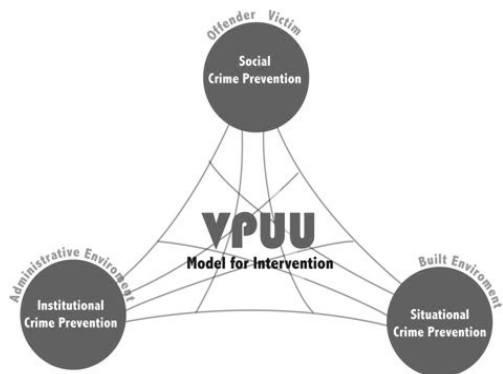 Offender Victim
Social
Crime Prevention
VPUU
Model for Intervention
Administrative Enviroment
Institutional
Crime Prevention
Built Enviroment
Situational
Crime Prevention